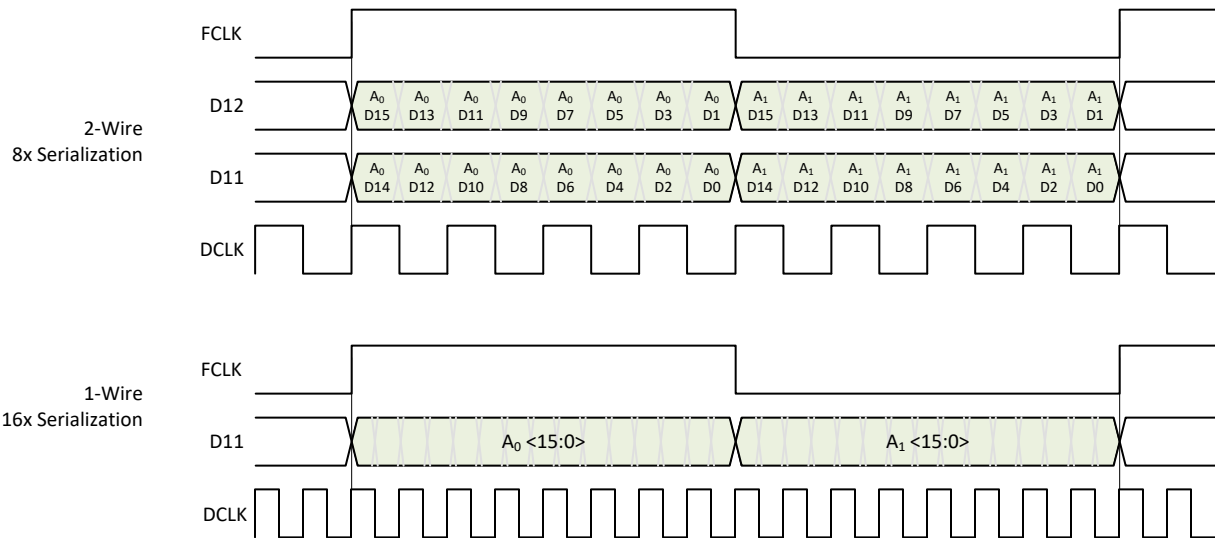 FCLK
2-Wire
8x Serialization
D12
A₀ A₀ A₀ A₀ A₀ A₀ A₀ A₀ A₁ A₁ A₁ A₁ A₁ A₁ A₁ A₁
D15 D13 D11 D9 D7 D5 D3 D1 D15 D13 D11 D9 D7 D5 D3 D1
D11
A₀ A₀ A₀ A₀ A₀ A₀ A₀ A₀ A₁ A₁ A₁ A₁ A₁ A₁ A₁ A₁
D14 D12 D10 D8 D6 D4 D2 D0 D14 D12 D10 D8 D6 D4 D2 D0
DCLK
1-Wire
16x Serialization
FCLK
D11
A₀ <15:0> A₁ <15:0>
DCLK